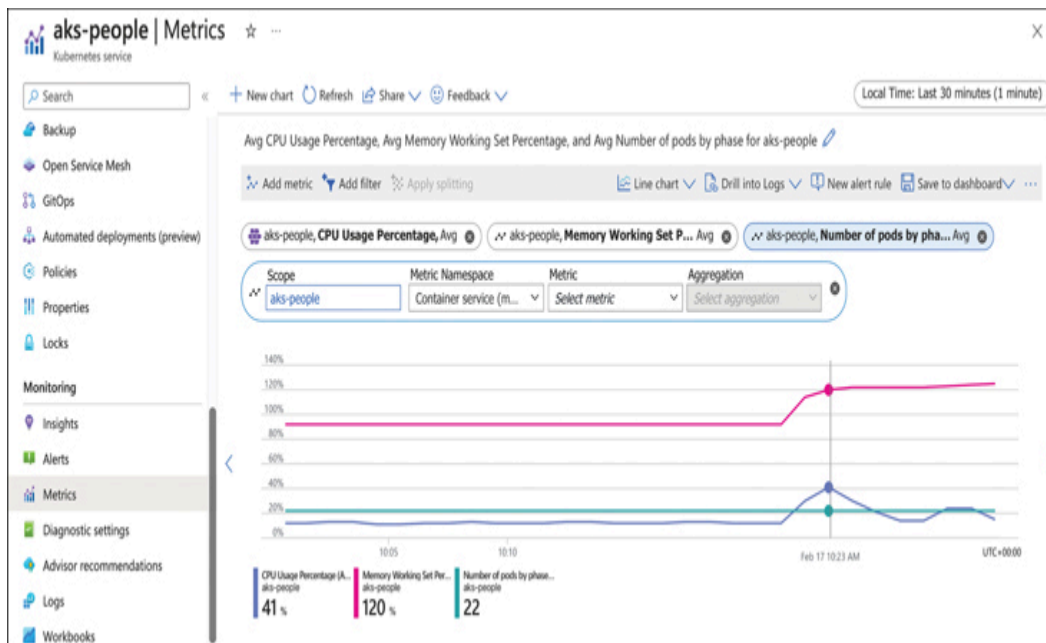 aks-people | Metrics ☆ ...
Kubernetes service
Search
«
Backup
Open Service Mesh
GitOps
Automated deployments (preview)
Policies
Properties
Locks
Monitoring
Insights
Alerts
Metrics
Diagnostic settings
Advisor recommendations
Logs
Workbooks
New chart Refresh Share Feedback
Local Time: Last 30 minutes (1 minute)
Avg CPU Usage Percentage, Avg Memory Working Set Percentage, and Avg Number of pods by phase for aks-people
Add metric Add filter Apply splitting Line chart Drill into Logs New alert rule Save to dashboard ...
aks-people, CPU Usage Percentage, Avg aks-people, Memory Working Set P... Avg aks-people, Number of pods by pha... Avg
Scope Metric Namespace Metric Aggregation
aks-people Container service (m... Select metric Select aggregation
140%
120%
100%
80%
60%
40%
20%
0%
10:05 10:10 Feb 17 10:23 AM UTC+00:00
CPU Usage Percentage (A... Memory Working Set Per... Number of pods by phase...
aks-people aks-people aks-people
41 % 120 % 22